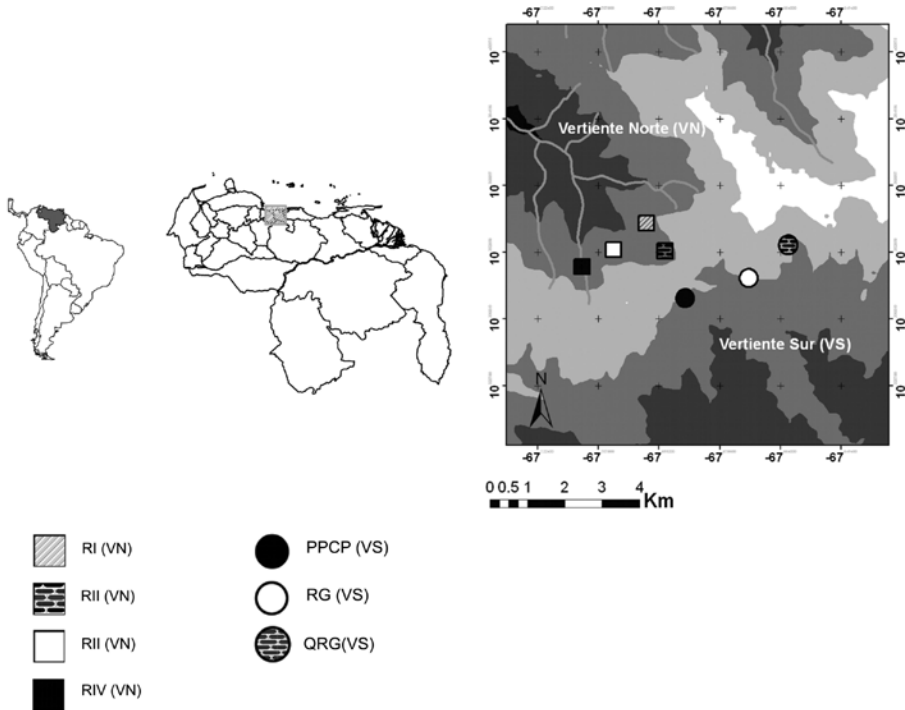 -67 -67 -67 -67 -67 -67
10 10
10 10
10 10
10 10
10 10
10 10
Vertiente Norte (VN)
Vertiente Sur (VS)
N
-67 -67 -67 -67 -67 -67
0 0.5 1 2 3 4
Km
RI (VN)
PPCP (VS)
RII (VN)
RG (VS)
RII (VN)
QRG(VS)
RIV (VN)